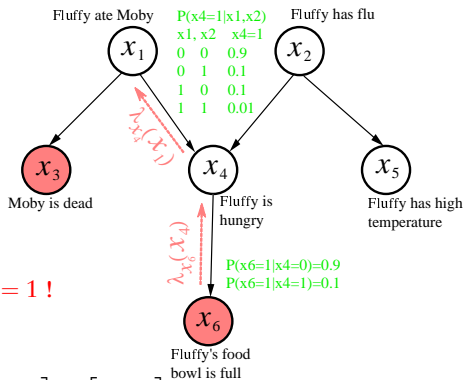 Fluffy ate Moby
P(x4=1|x1,x2)
Fluffy has flu
x1, x2 x4=1
0 0 0.9
0 1 0.1
1 0 0.1
1 1 0.01
x₁
x₂
λx₄(x₁)
x₃
x₄
x₅
Moby is dead
Fluffy is
hungry
Fluffy has high
temperature
λx₆(x₄)
P(x6=1|x4=0)=0.9
P(x6=1|x4=1)=0.1
= 1 !
x₆
Fluffy's food
bowl is full